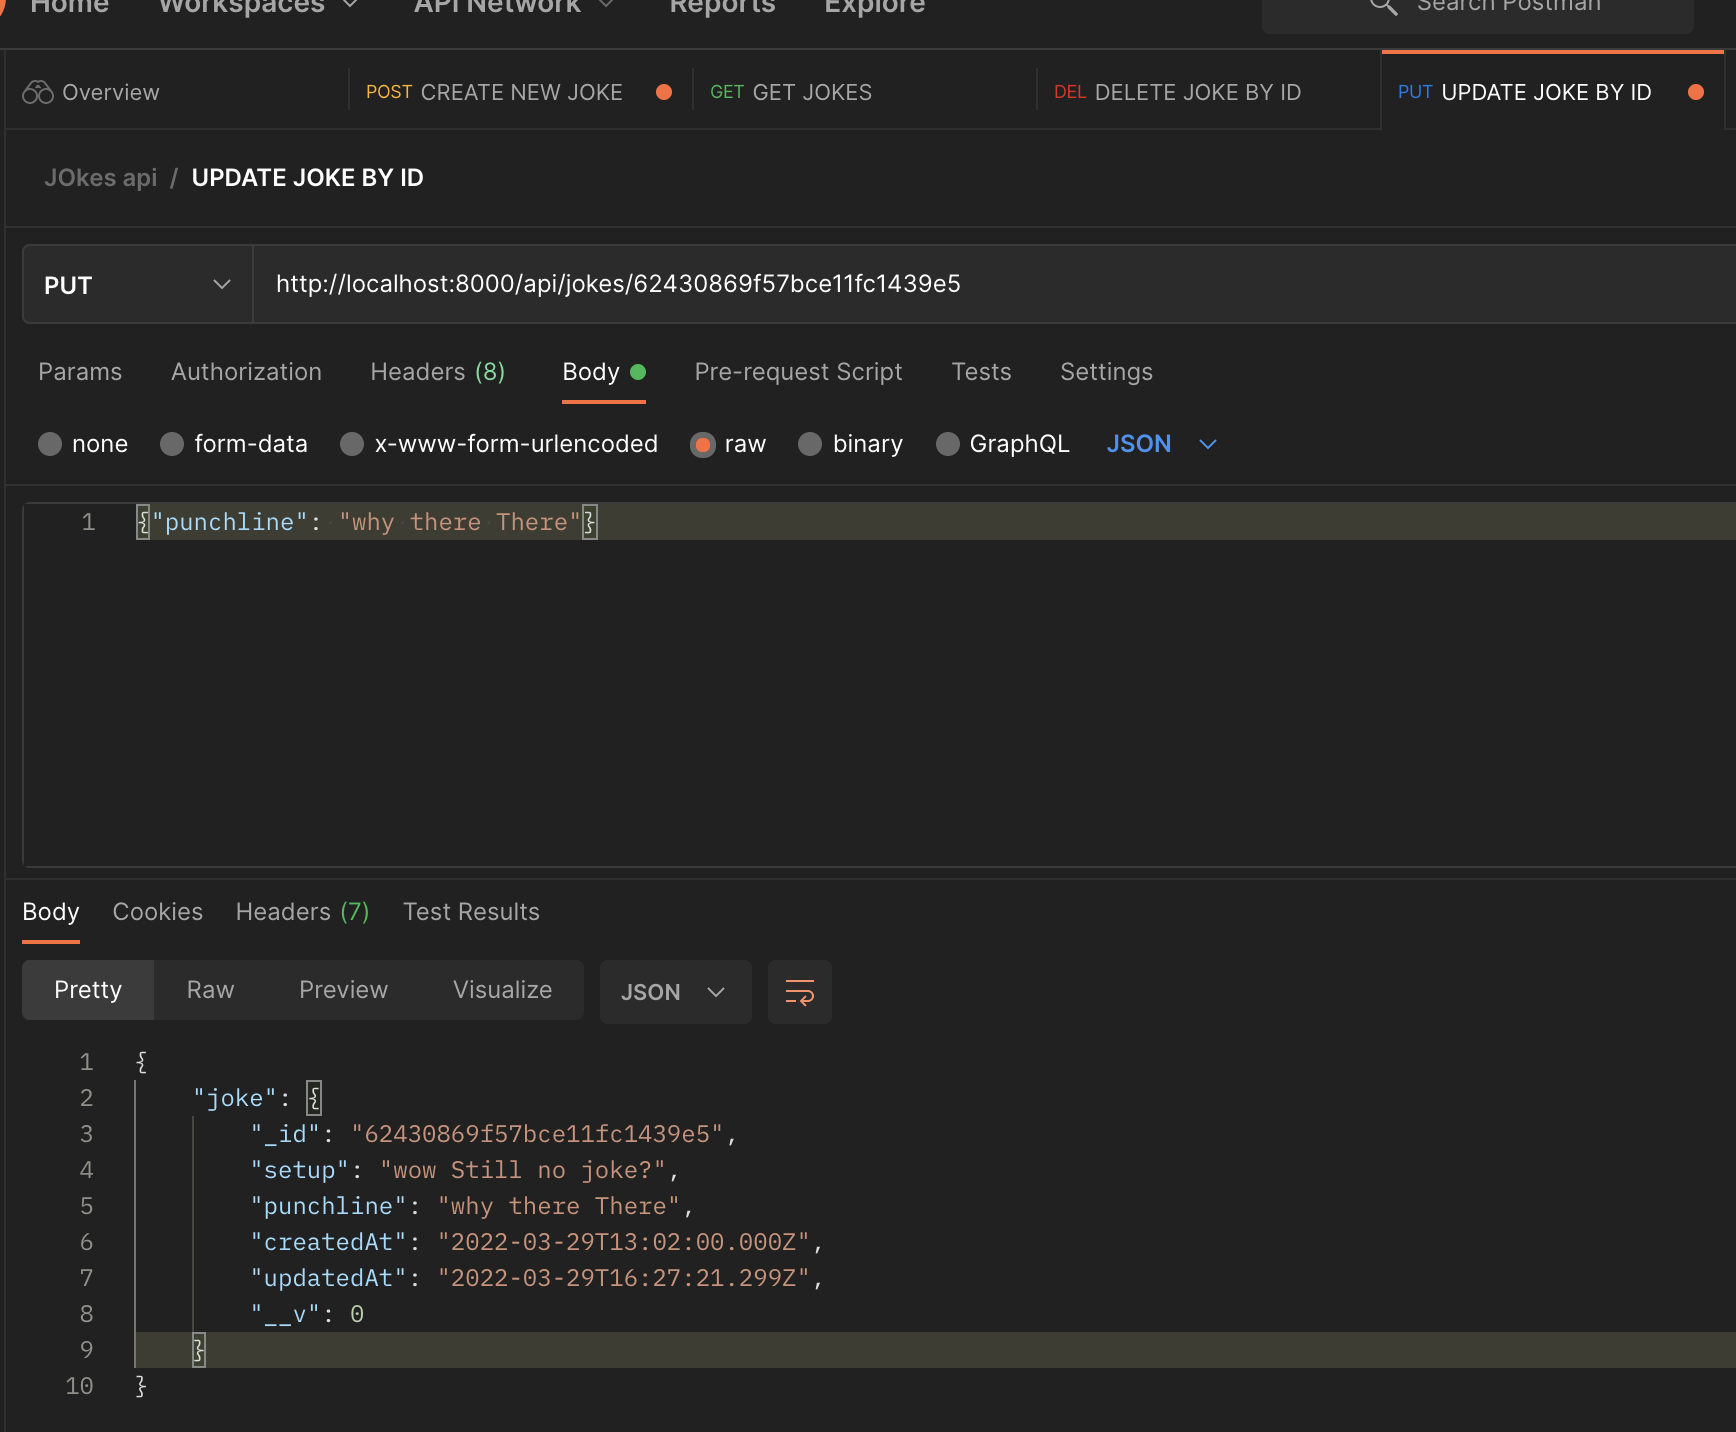 Home Workspaces API Network Reports Explore Search Postman
Overview POST CREATE NEW JOKE GET GET JOKES DEL DELETE JOKE BY ID PUT UPDATE JOKE BY ID
JOkes api / UPDATE JOKE BY ID
PUT http://localhost:8000/api/jokes/62430869f57bce11fc1439e5
Params Authorization Headers (8) Body Pre-request Script Tests Settings
none form-data x-www-form-urlencoded raw binary GraphQL JSON
1 {"punchline": "why there There"}
Body Cookies Headers (7) Test Results
Pretty Raw Preview Visualize JSON
1 {
2 "joke": {
3 "_id": "62430869f57bce11fc1439e5",
4 "setup": "wow Still no joke?",
5 "punchline": "why there There",
6 "createdAt": "2022-03-29T13:02:00.000Z",
7 "updatedAt": "2022-03-29T16:27:21.299Z",
8 "__v": 0
9 }
10 }